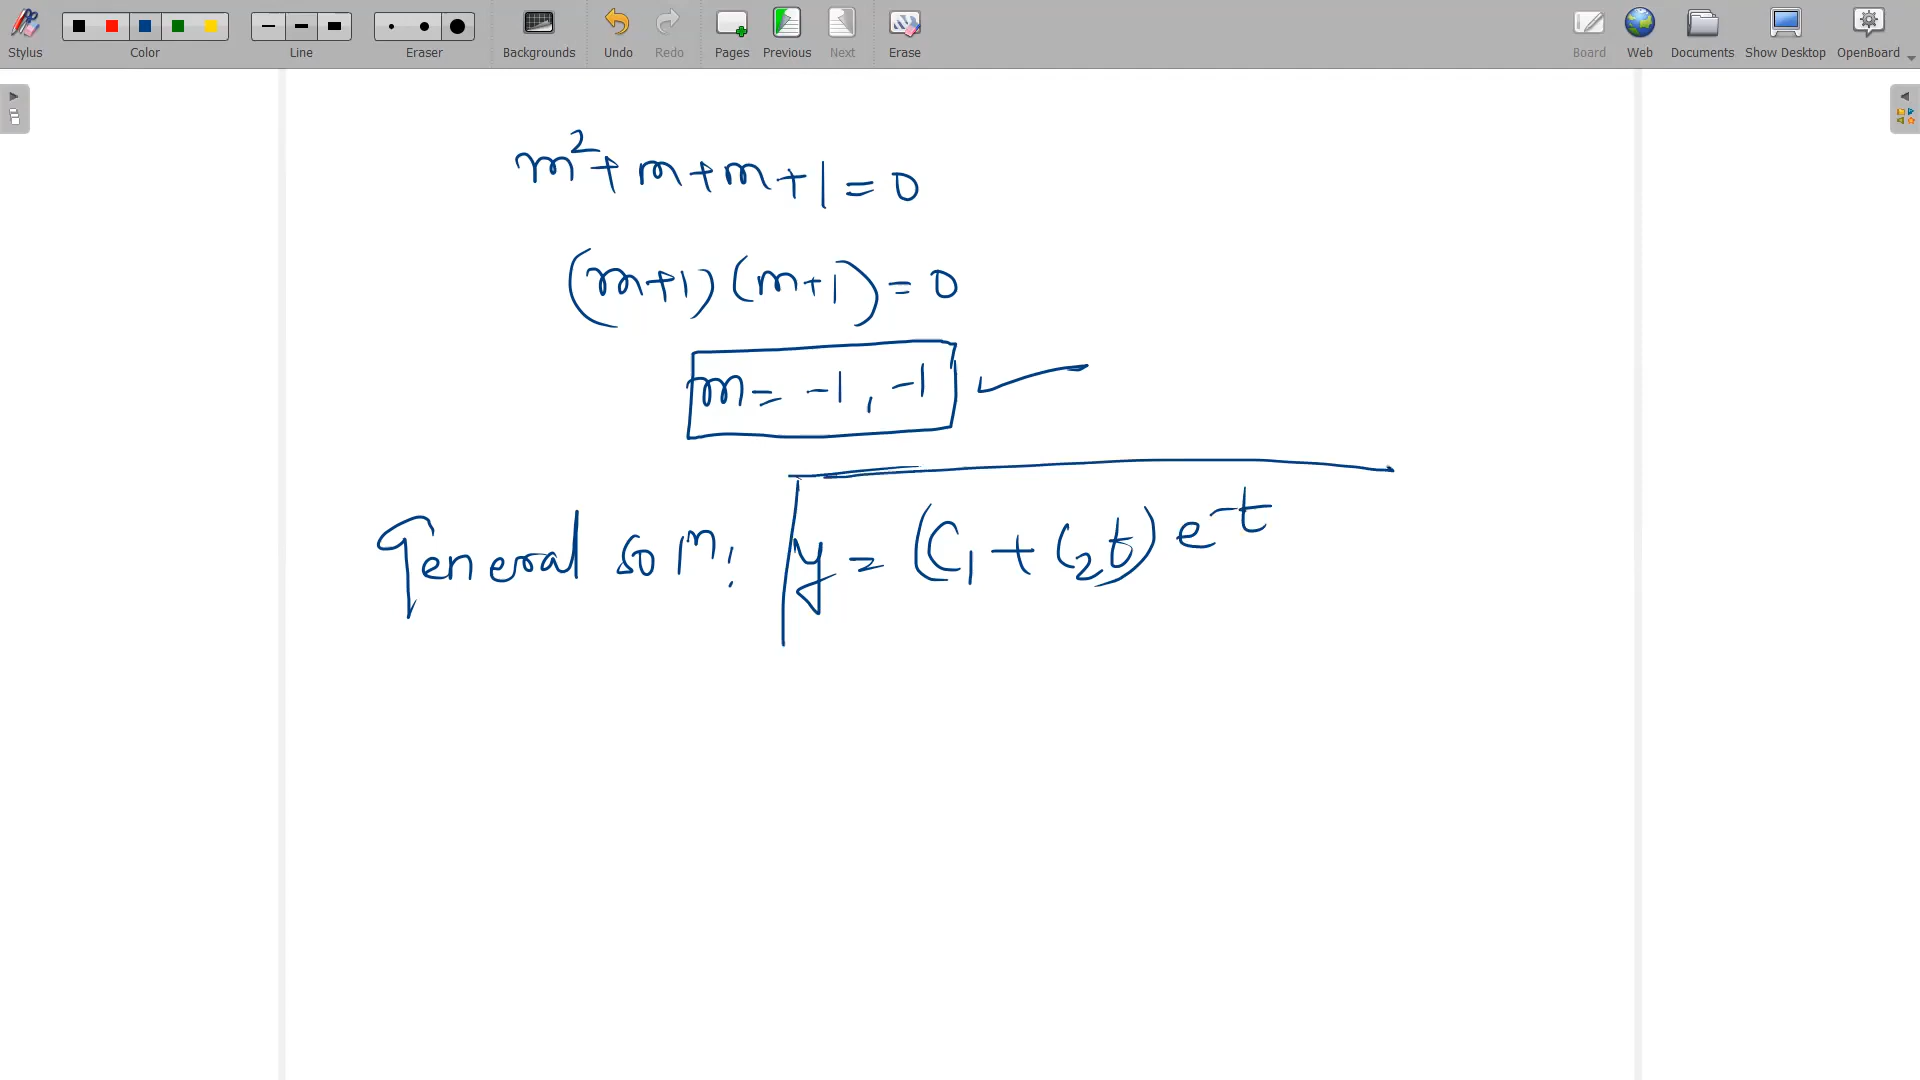 Stylus Color Line Eraser Backgrounds Undo Redo Pages Previous Next Erase Board Web Documents Show Desktop OpenBoard
m² + m + m + 1 = 0
(m+1) (m+1) = 0
m = -1, -1
General soln: y = (C₁ + C₂t) e^-t